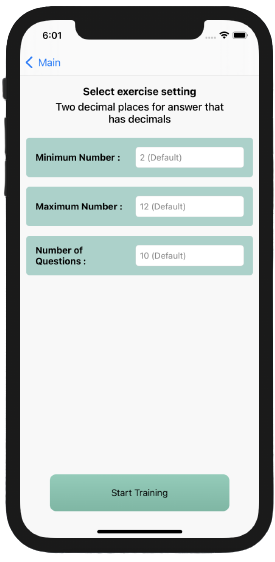 6:01
Main
Select exercise setting
Two decimal places for answer that
has decimals
Minimum Number :
2 (Default)
Maximum Number :
12 (Default)
Number of
Questions :
10 (Default)
Start Training